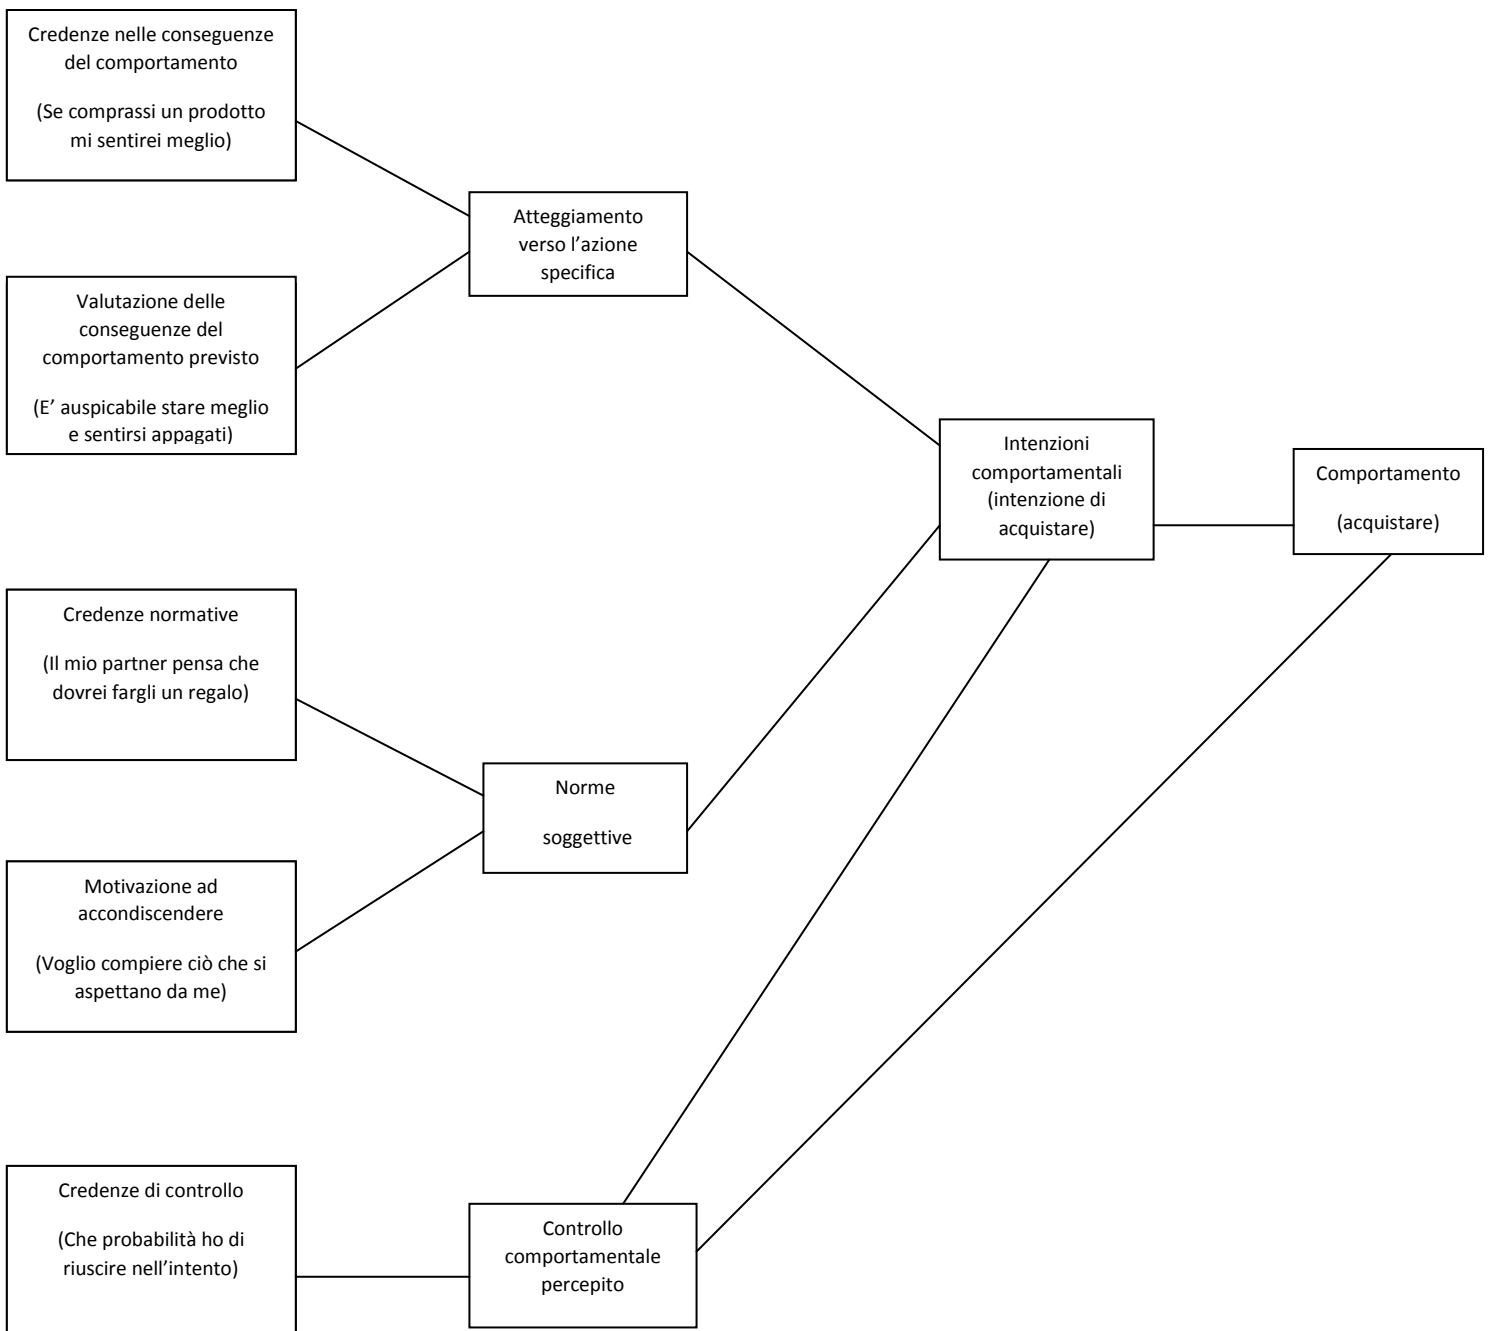 Credenze nelle conseguenze
del comportamento
(Se comprassi un prodotto
mi sentirei meglio)
Atteggiamento
verso l’azione
specifica
Valutazione delle
conseguenze del
comportamento previsto
(E’ auspicabile stare meglio
e sentirsi appagati)
Intenzioni
comportamentali
(intenzione di
acquistare)
Comportamento
(acquistare)
Credenze normative
(Il mio partner pensa che
dovrei fargli un regalo)
Norme
soggettive
Motivazione ad
accondiscendere
(Voglio compiere ciò che si
aspettano da me)
Credenze di controllo
(Che probabilità ho di
riuscire nell’intento)
Controllo
comportamentale
percepito